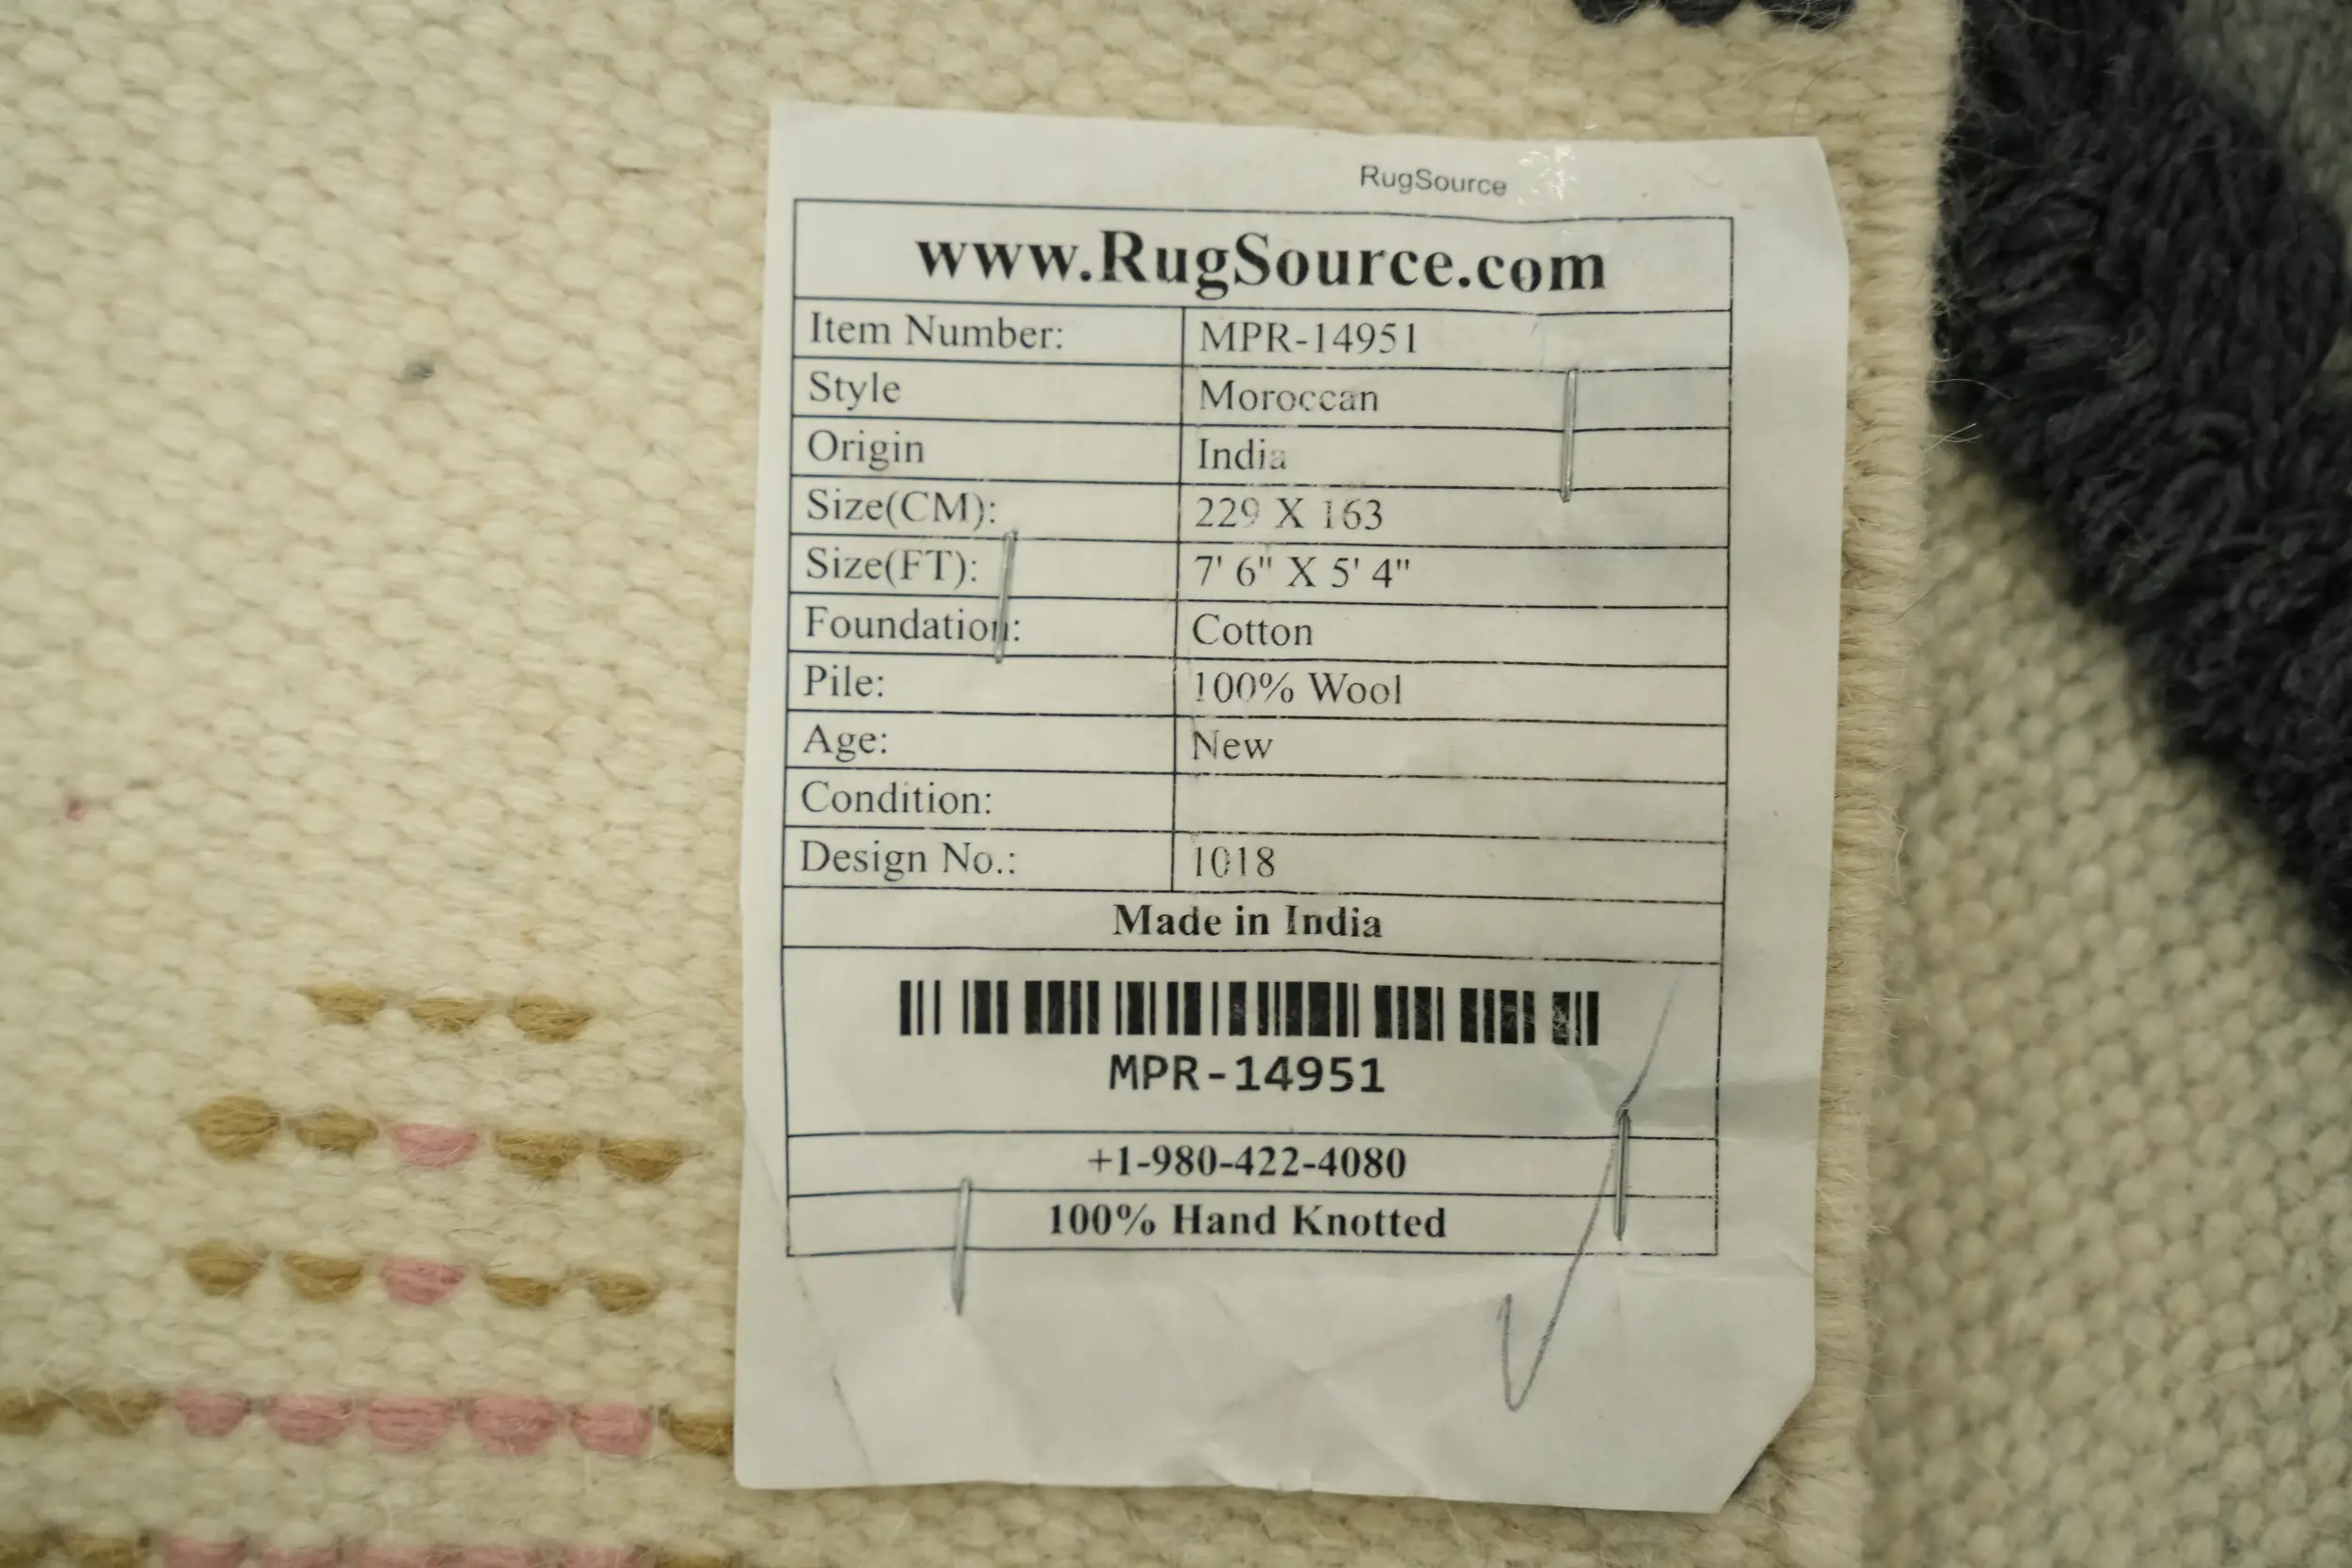 RugSource
www.RugSource.com
Item Number: MPR-14951
Style Moroccan
Origin India
Size(CM): 229 X 163
Size(FT): 7' 6" X 5' 4"
Foundation: Cotton
Pile: 100% Wool
Age: New
Condition:
Design No.: 1018
Made in India
MPR-14951
+1-980-422-4080
100% Hand Knotted